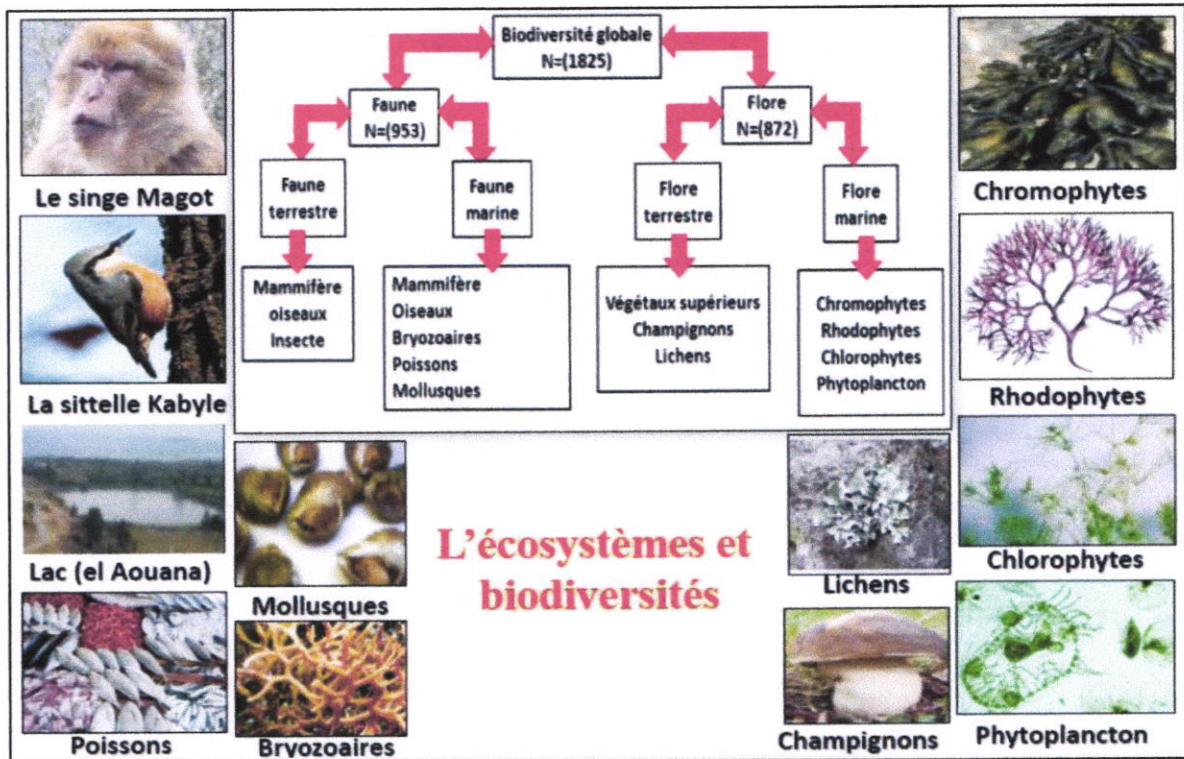 Biodiversité globale
N=(1825)
Faune
N=(953)
Flore
N=(872)
Faune
terrestre
Faune
marine
Flore
terrestre
Flore
marine
Mammifère
oiseaux
Insecte
Mammifère
Oiseaux
Bryozoaires
Poissons
Mollusques
Végétaux supérieurs
Champignons
Lichens
Chromophytes
Rhodophytes
Chlorophytes
Phytoplancton
Le singe Magot
La sittelle Kabyle
Lac (el Aouana)
Poissons
Mollusques
Bryozoaires
L'écosystèmes et
biodiversités
Lichens
Champignons
Chromophytes
Rhodophytes
Chlorophytes
Phytoplancton